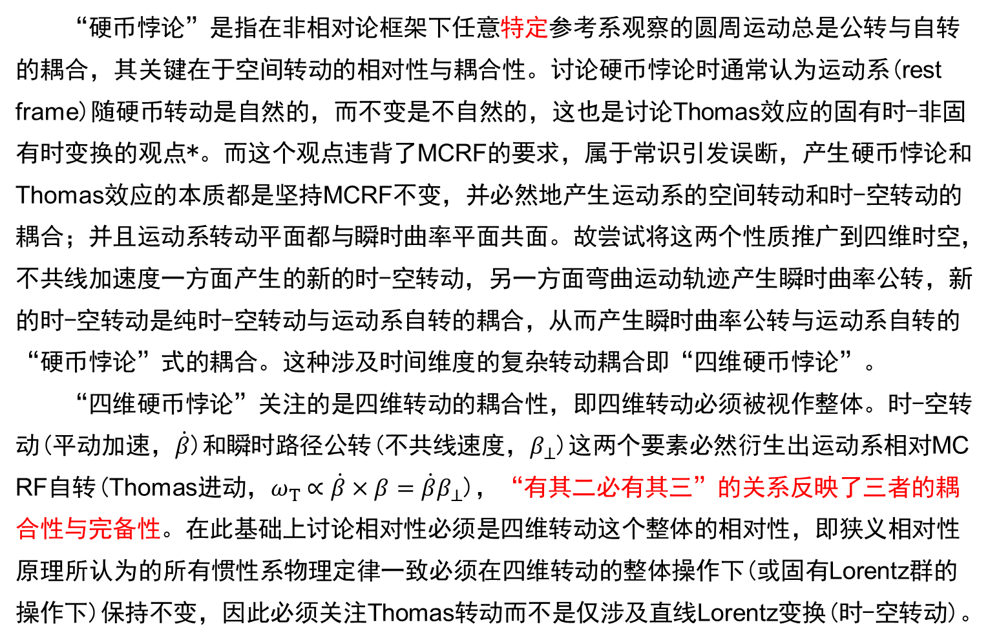 “硬币悖论”是指在非相对论框架下任意特定参考系观察的圆周运动总是公转与自转
的耦合，其关键在于空间转动的相对性与耦合性。讨论硬币悖论时通常认为运动系(rest
frame)随硬币转动是自然的，而不变是不自然的，这也是讨论Thomas效应的固有时-非固
有时变换的观点*。而这个观点违背了MCRF的要求，属于常识引发误断，产生硬币悖论和
Thomas效应的本质都是坚持MCRF不变，并必然地产生运动系的空间转动和时-空转动的
耦合；并且运动系转动平面都与瞬时曲率平面共面。故尝试将这两个性质推广到四维时空，
不共线加速度一方面产生的新的时-空转动，另一方面弯曲运动轨迹产生瞬时曲率公转，新
的时-空转动是纯时-空转动与运动系自转的耦合，从而产生瞬时曲率公转与运动系自转的
“硬币悖论”式的耦合。这种涉及时间维度的复杂转动耦合即“四维硬币悖论”。
“四维硬币悖论”关注的是四维转动的耦合性，即四维转动必须被视作整体。时-空转
动(平动加速，β̇)和瞬时路径公转(不共线速度，β⊥)这两个要素必然衍生出运动系相对MC
RF自转(Thomas进动，ω_T ∝ β̇ × β = β̇β⊥)，“有其二必有其三”的关系反映了三者的耦
合性与完备性。在此基础上讨论相对性必须是四维转动这个整体的相对性，即狭义相对性
原理所认为的所有惯性系物理定律一致必须在四维转动的整体操作下(或固有Lorentz群的
操作下)保持不变，因此必须关注Thomas转动而不是仅涉及直线Lorentz变换(时-空转动)。